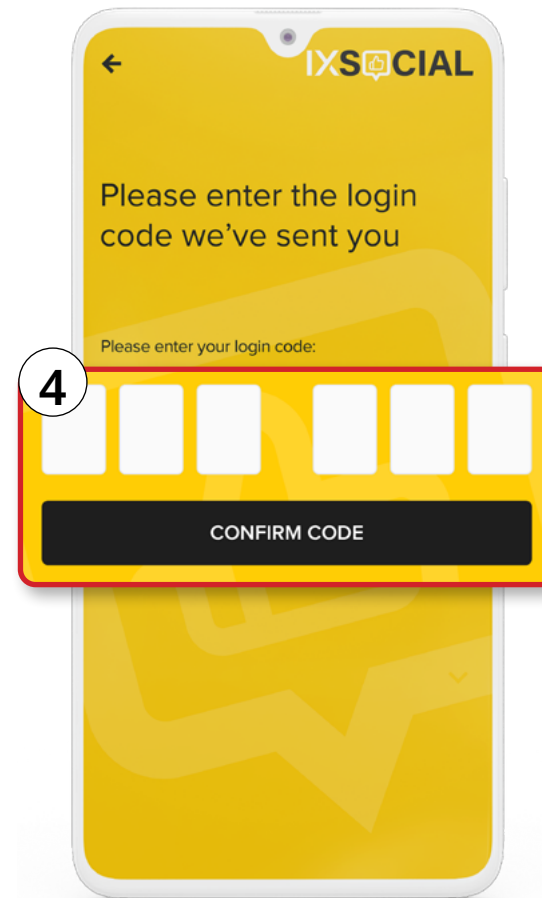 IXSOCIAL
Please enter the login
code we've sent you
Please enter your login code:
4
CONFIRM CODE